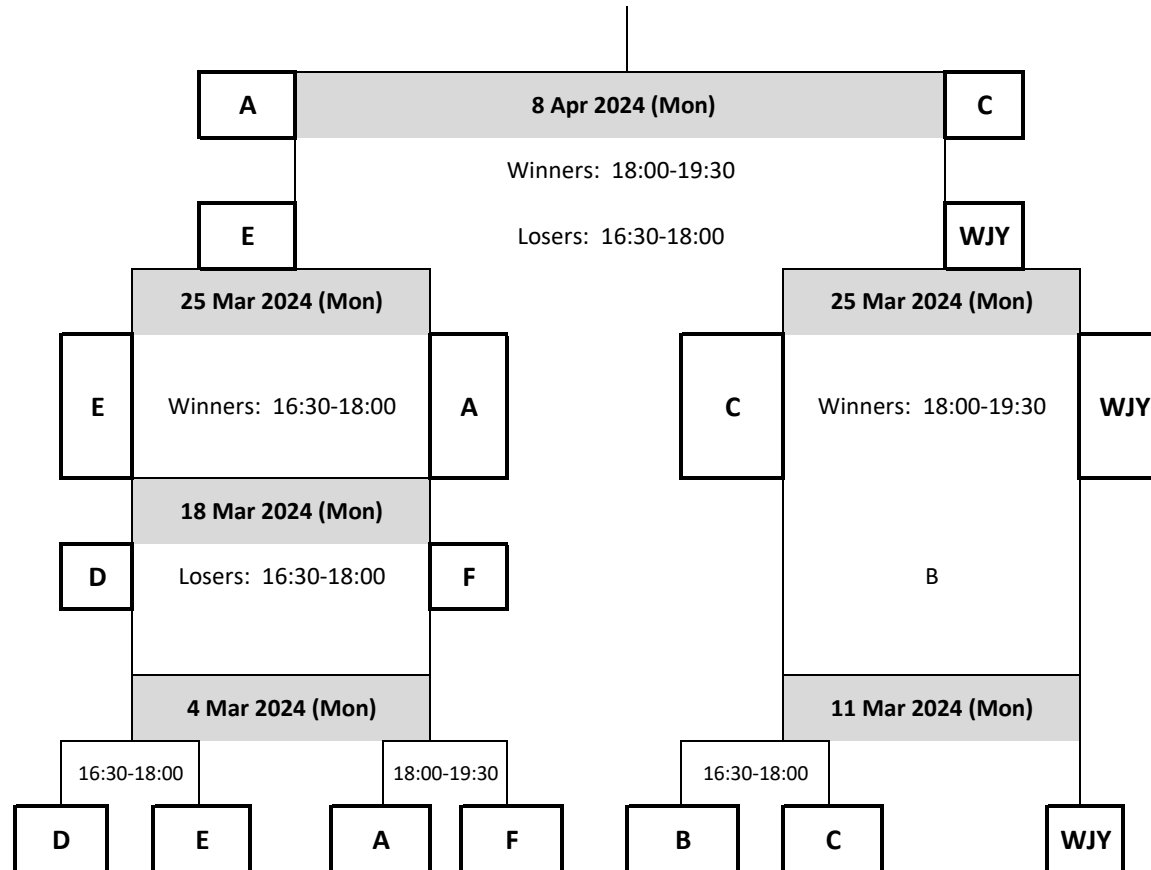 A 8 Apr 2024 (Mon) C
Winners: 18:00-19:30
E Losers: 16:30-18:00 WJY
25 Mar 2024 (Mon) 25 Mar 2024 (Mon)
E Winners: 16:30-18:00 A C Winners: 18:00-19:30 WJY
18 Mar 2024 (Mon)
D Losers: 16:30-18:00 F B
4 Mar 2024 (Mon) 11 Mar 2024 (Mon)
16:30-18:00 18:00-19:30 16:30-18:00
D E A F B C WJY